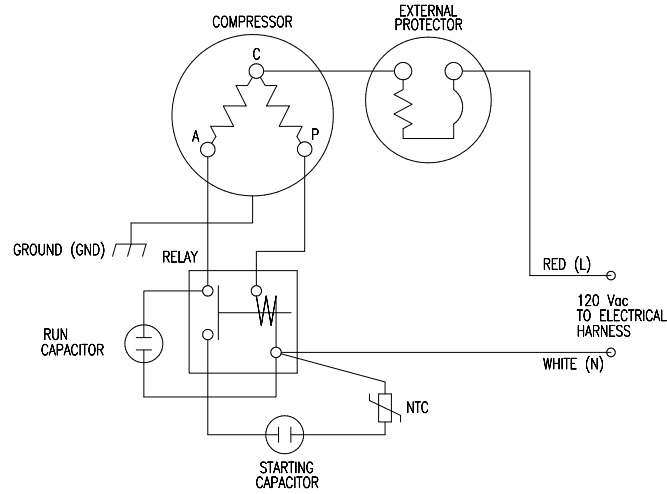 COMPRESSOR
EXTERNAL
PROTECTOR
C
A
P
GROUND (GND)
RELAY
RED (L)
120 Vac
TO ELECTRICAL
HARNESS
RUN
CAPACITOR
WHITE (N)
NTC
STARTING
CAPACITOR